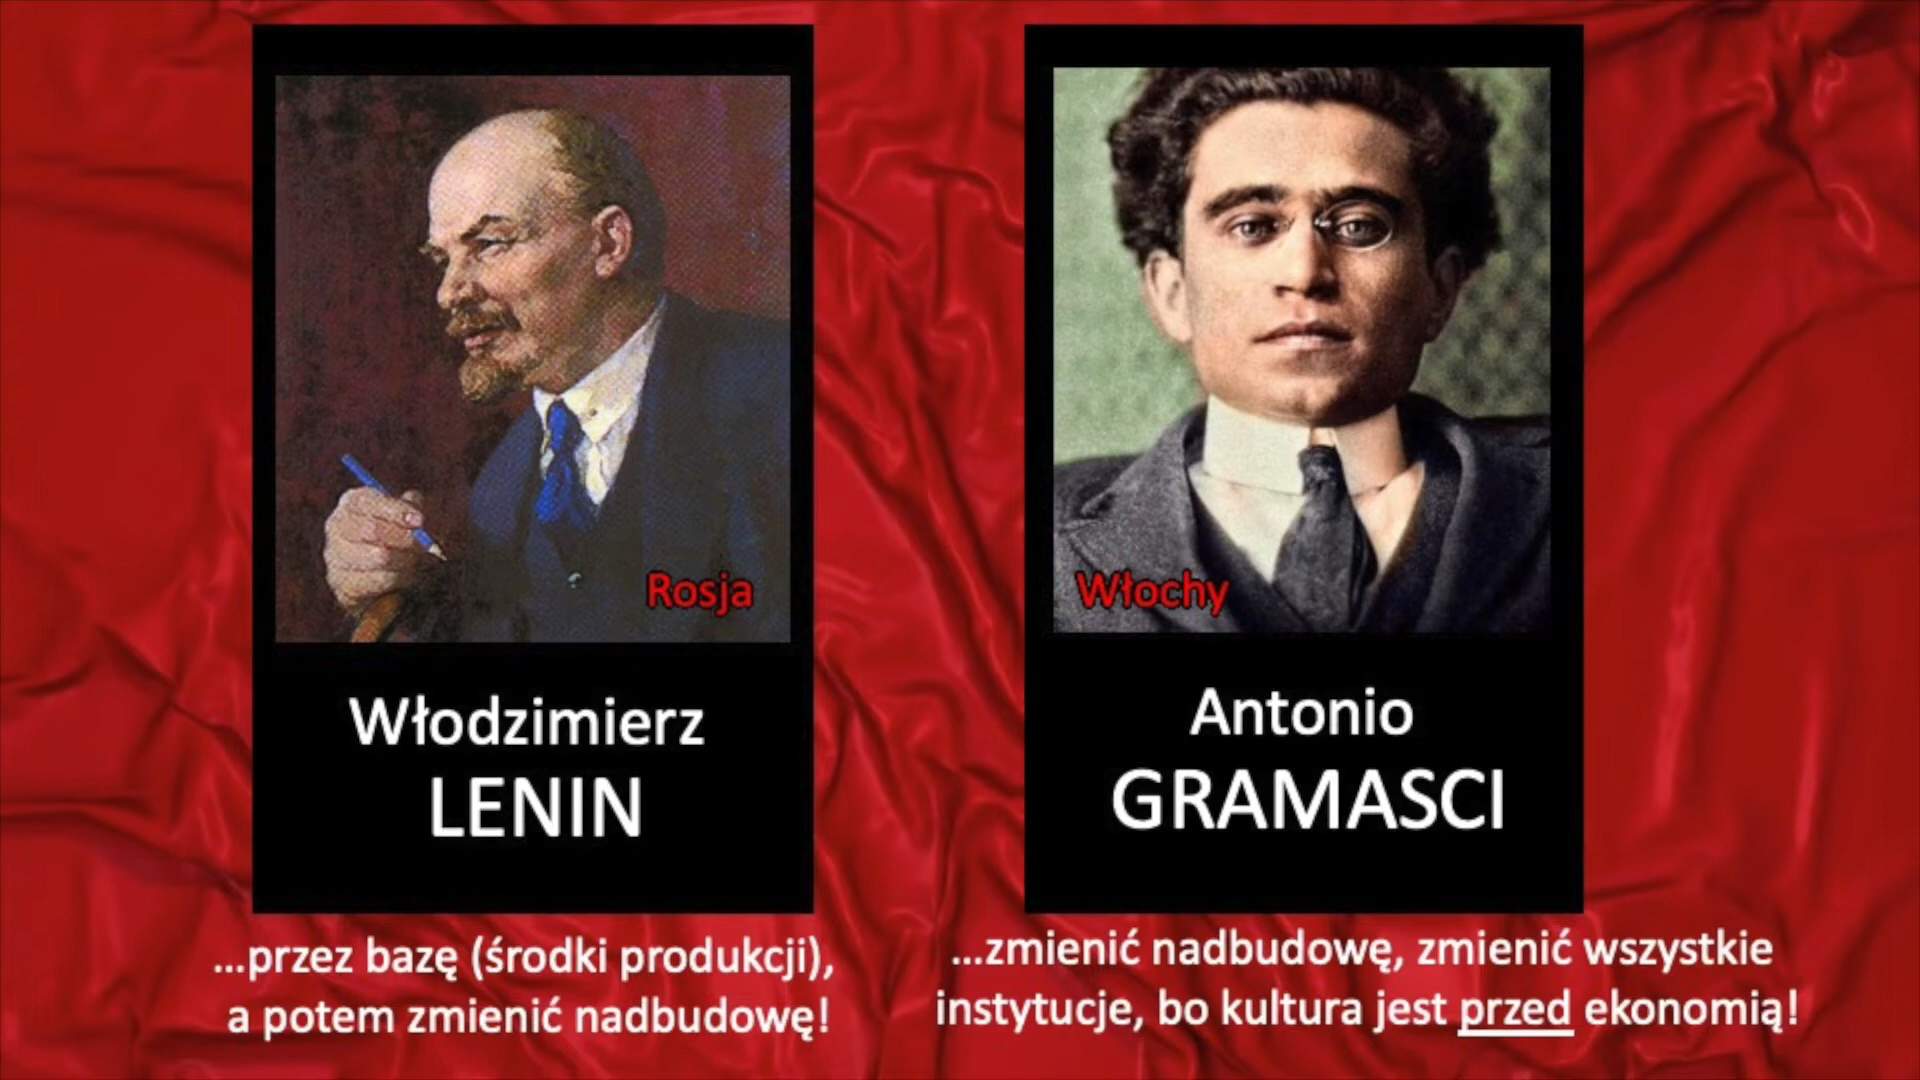 Rosja
Włodzimierz
LENIN
...przez bazę (środki produkcji),
a potem zmienić nadbudowę!
Włochy
Antonio
GRAMASCI
...zmienić nadbudowę, zmienić wszystkie
instytucje, bo kultura jest przed ekonomią!